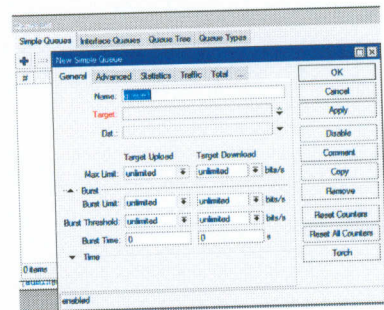 Simple Queues Interface Queues Queue Tree Queue Types
#
New Simple Queue
General Advanced Statistics Traffic Total ...
Name:
Target:
Dst.:
Target Upload Target Download
Max Limit: unlimited unlimited bits/s
Burst
Burst Limit: unlimited unlimited bits/s
Burst Threshold: unlimited unlimited bits/s
Burst Time: 0 0 s
Time
OK
Cancel
Apply
Disable
Comment
Copy
Remove
Reset Counters
Reset All Counters
Torch
0 items
enabled